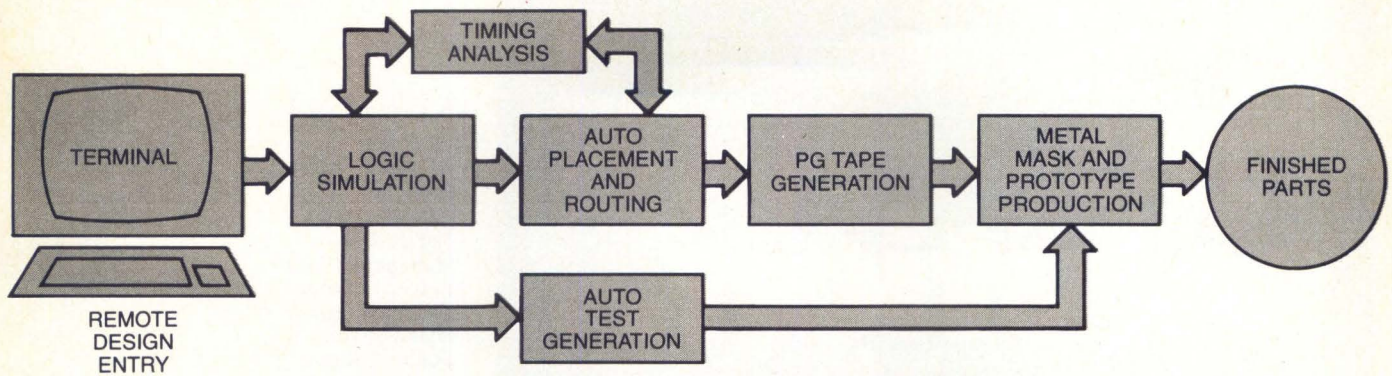 TIMING
ANALYSIS
TERMINAL
LOGIC
SIMULATION
AUTO
PLACEMENT
AND
ROUTING
PG TAPE
GENERATION
METAL
MASK AND
PROTOTYPE
PRODUCTION
FINISHED
PARTS
REMOTE
DESIGN
ENTRY
AUTO
TEST
GENERATION